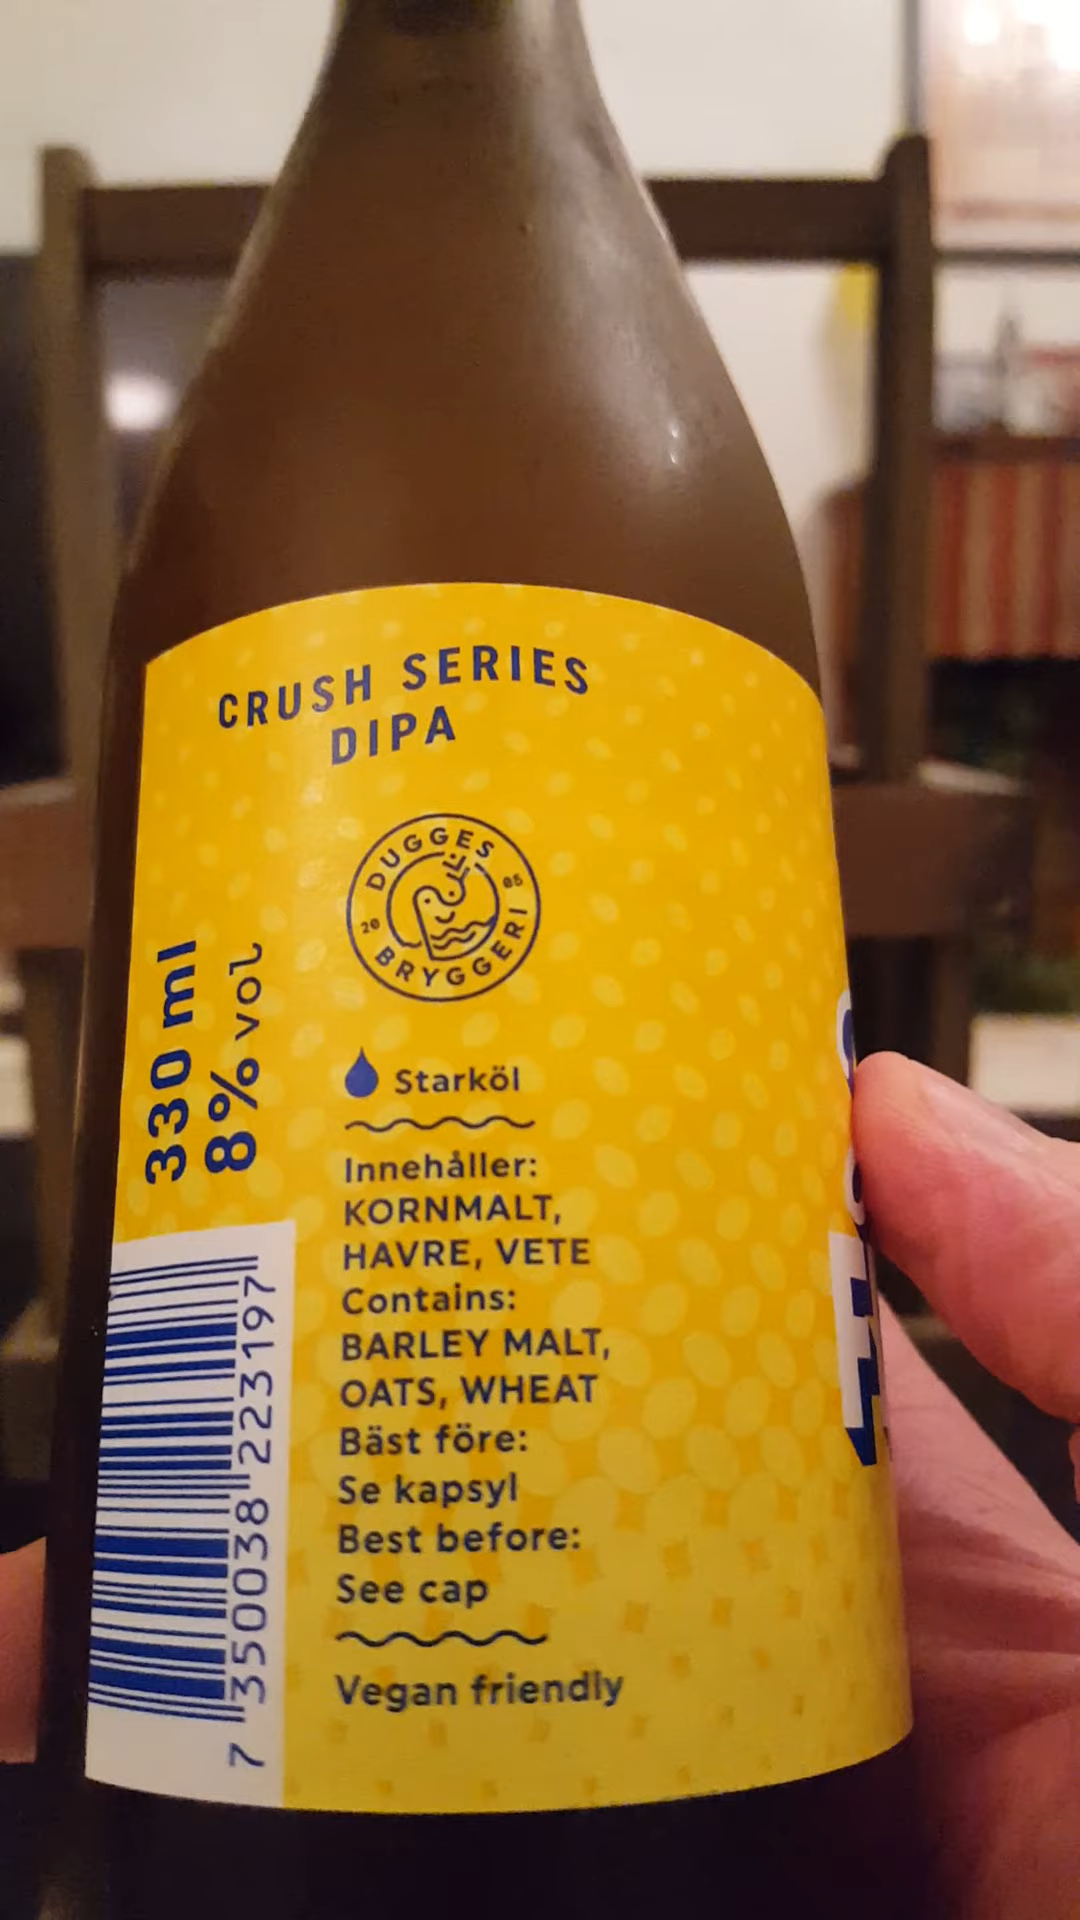 CRUSH SERIES
DIPA
DUGGES
20 05
BRYGGERI
330 ml
8% vol
Starköl
Innehåller:
KORNMALT,
HAVRE, VETE
Contains:
BARLEY MALT,
OATS, WHEAT
Bäst före:
Se kapsyl
Best before:
See cap
Vegan friendly
7 350038 223197